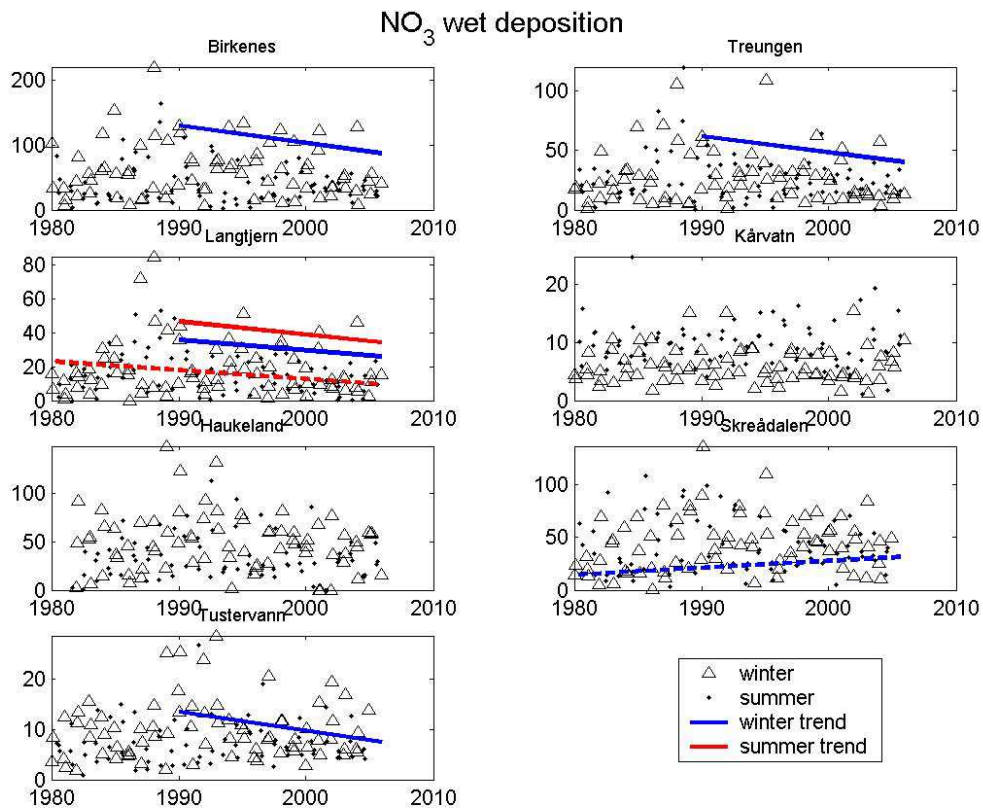 NO3 wet deposition
Birkenes
Treungen
200
100
0
1980 1990 2000 2010
100
50
0
1980 1990 2000 2010
Langtjern
Kårvatn
80
60
40
20
0
1980 1990 2000 2010
20
10
0
1980 1990 2000 2010
Haukeland
Skreådalen
100
50
0
1980 1990 2000 2010
100
50
0
1980 1990 2000 2010
Tustervann
20
10
0
1980 1990 2000 2010
winter
summer
winter trend
summer trend